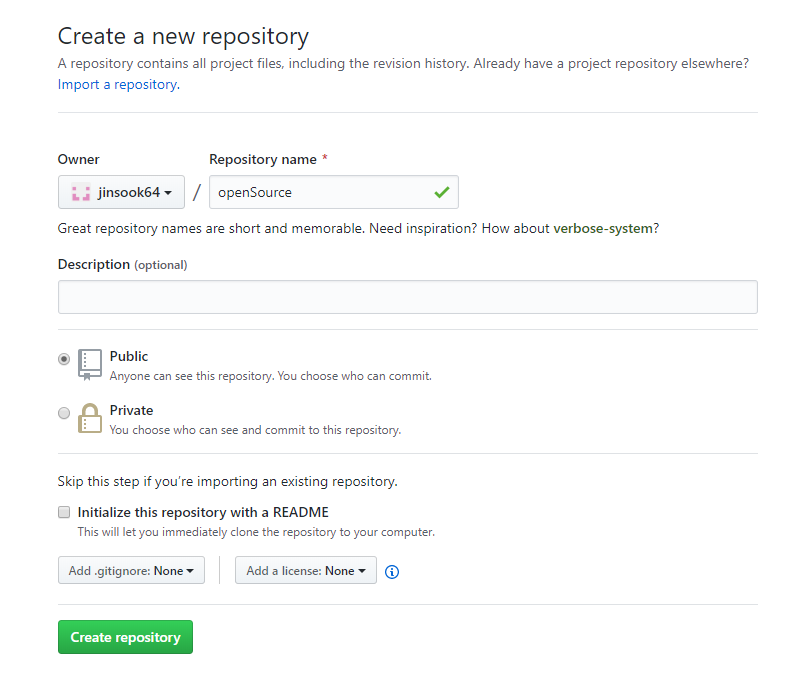 Create a new repository
A repository contains all project files, including the revision history. Already have a project repository elsewhere?
Import a repository.
Owner
Repository name *
jinsook64 / openSource
Great repository names are short and memorable. Need inspiration? How about verbose-system?
Description (optional)
Public
Anyone can see this repository. You choose who can commit.
Private
You choose who can see and commit to this repository.
Skip this step if you’re importing an existing repository.
Initialize this repository with a README
This will let you immediately clone the repository to your computer.
Add .gitignore: None
Add a license: None
Create repository